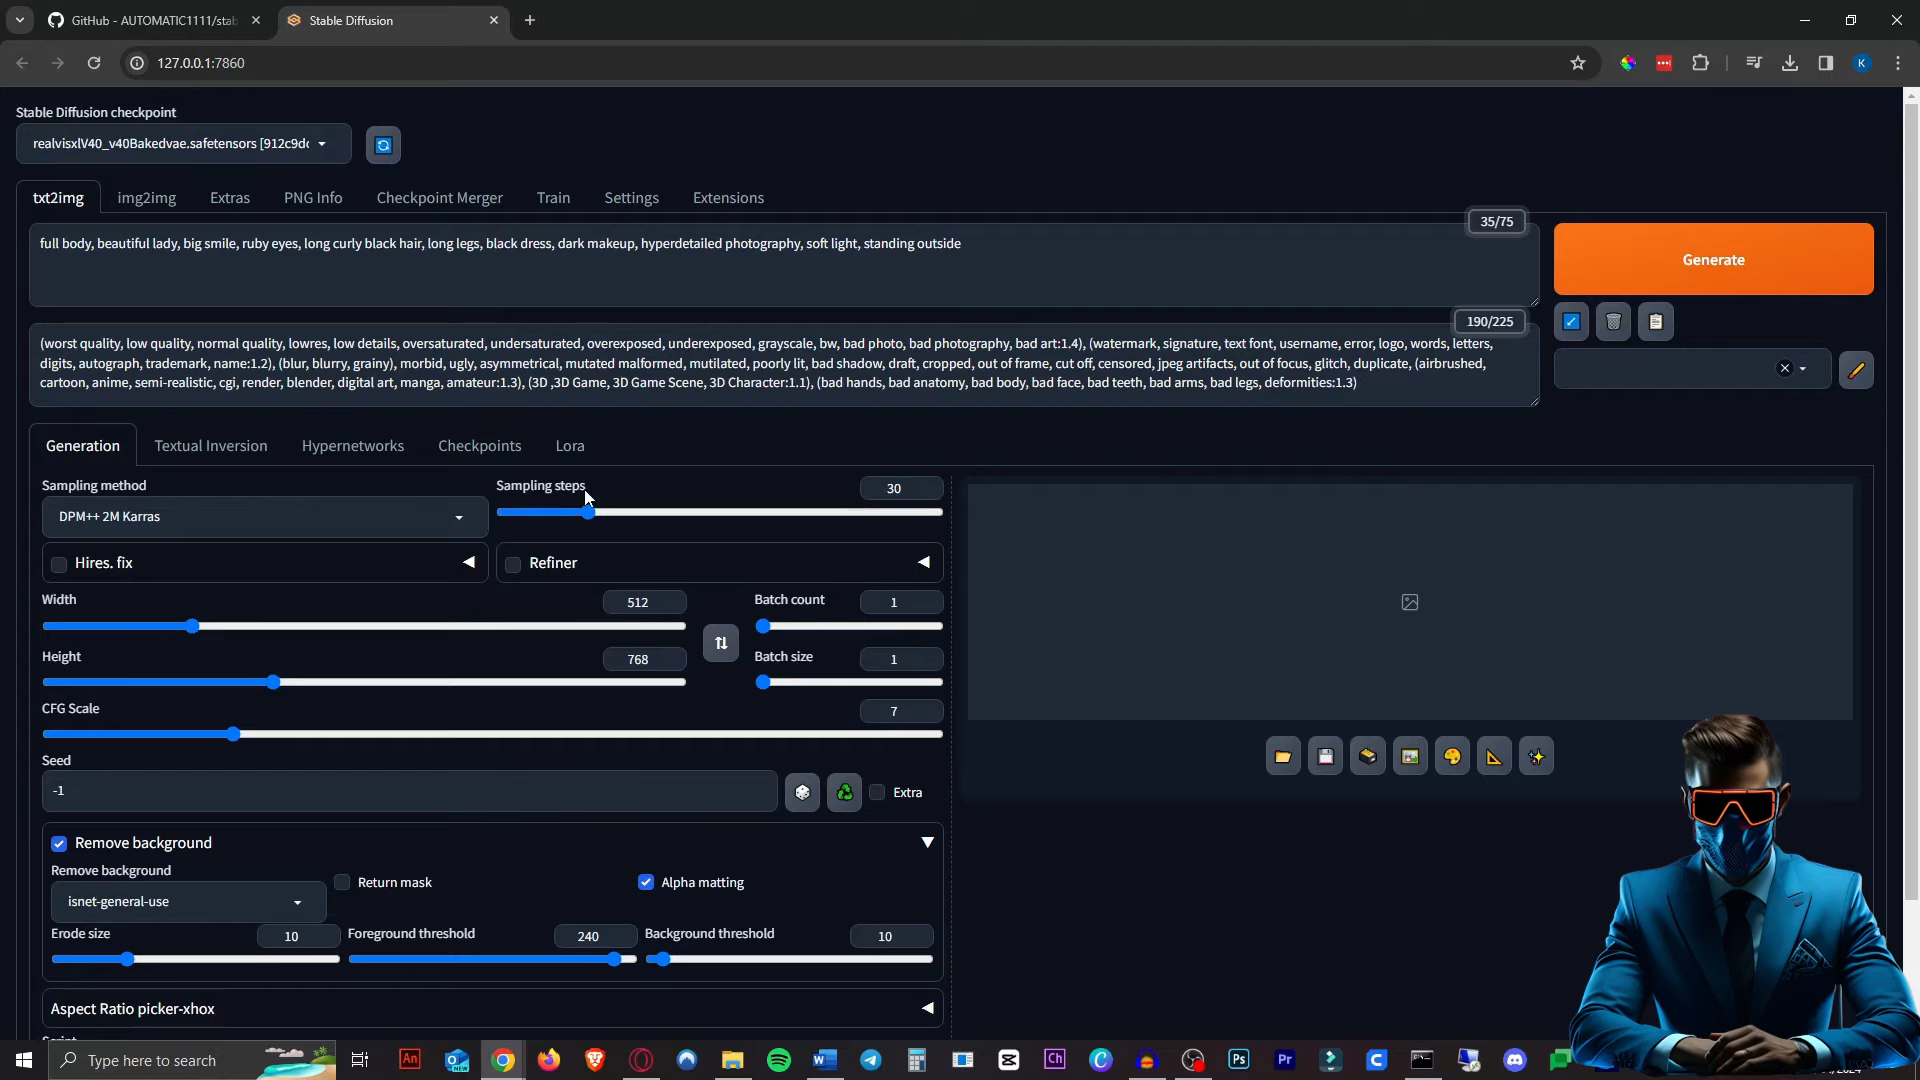 GitHub - AUTOMATIC1111/stab
Stable Diffusion
127.0.0.1:7860
K
Stable Diffusion checkpoint
realvisxlV40_v40Bakedvae.safetensors [912c9dc
txt2img
img2img
Extras
PNG Info
Checkpoint Merger
Train
Settings
Extensions
35/75
full body, beautiful lady, big smile, ruby eyes, long curly black hair, long legs, black dress, dark makeup, hyperdetailed photography, soft light, standing outside
Generate
190/225
(worst quality, low quality, normal quality, lowres, low details, oversaturated, undersaturated, overexposed, underexposed, grayscale, bw, bad photo, bad photography, bad art:1.4), (watermark, signature, text font, username, error, logo, words, letters,
digits, autograph, trademark, name:1.2), (blur, blurry, grainy), morbid, ugly, asymmetrical, mutated malformed, mutilated, poorly lit, bad shadow, draft, cropped, out of frame, cut off, censored, jpeg artifacts, out of focus, glitch, duplicate, (airbrushed,
cartoon, anime, semi-realistic, cgi, render, blender, digital art, manga, amateur:1.3), (3D ,3D Game, 3D Game Scene, 3D Character:1.1), (bad hands, bad anatomy, bad body, bad face, bad teeth, bad arms, bad legs, deformities:1.3)
Generation
Textual Inversion
Hypernetworks
Checkpoints
Lora
Sampling method
Sampling steps
30
DPM++ 2M Karras
Hires. fix
Refiner
Width
512
Batch count
1
Height
768
Batch size
1
CFG Scale
7
Seed
-1
Extra
Remove background
Remove background
Return mask
Alpha matting
isnet-general-use
Erode size
10
Foreground threshold
240
Background threshold
10
Aspect Ratio picker-xhox
Type here to search
An
NEW
Ch
Ps
Pr